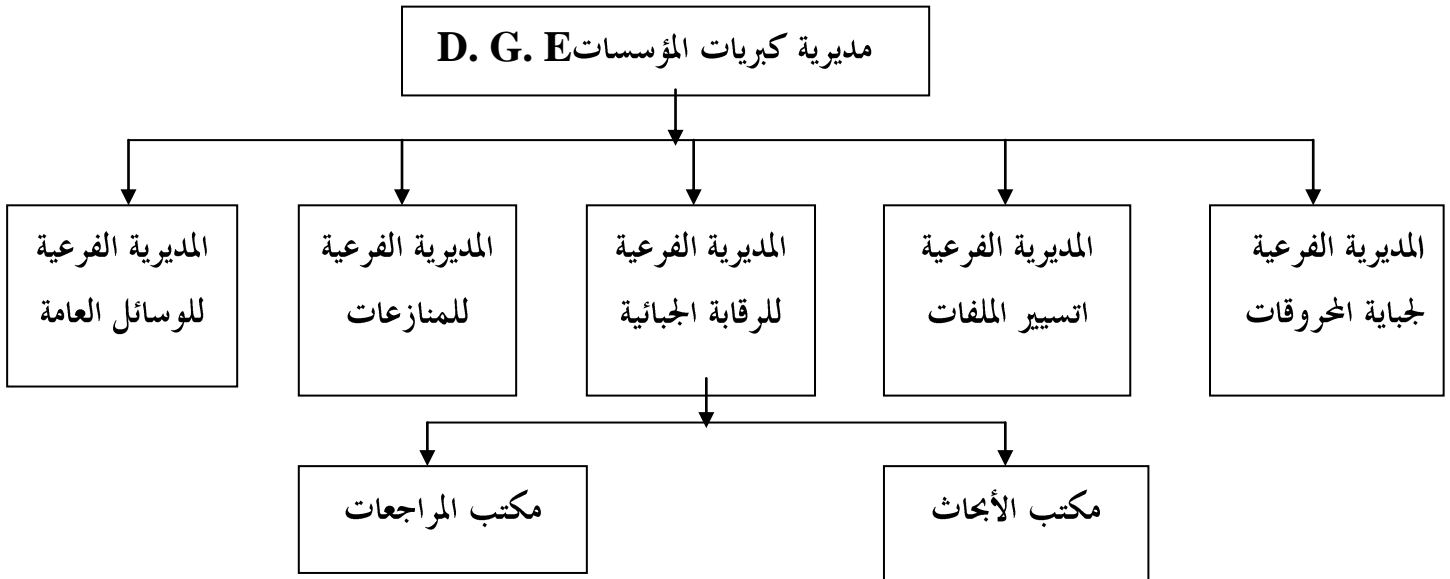 مديرية كبريات المؤسسات D. G. E
المديرية الفرعية
لجباية المحروقات
المديرية الفرعية
اتسيير الملفات
المديرية الفرعية
للرقابة الجبائية
المديرية الفرعية
للمنازعات
المديرية الفرعية
للوسائل العامة
مكتب الأبحاث
مكتب المراجعات